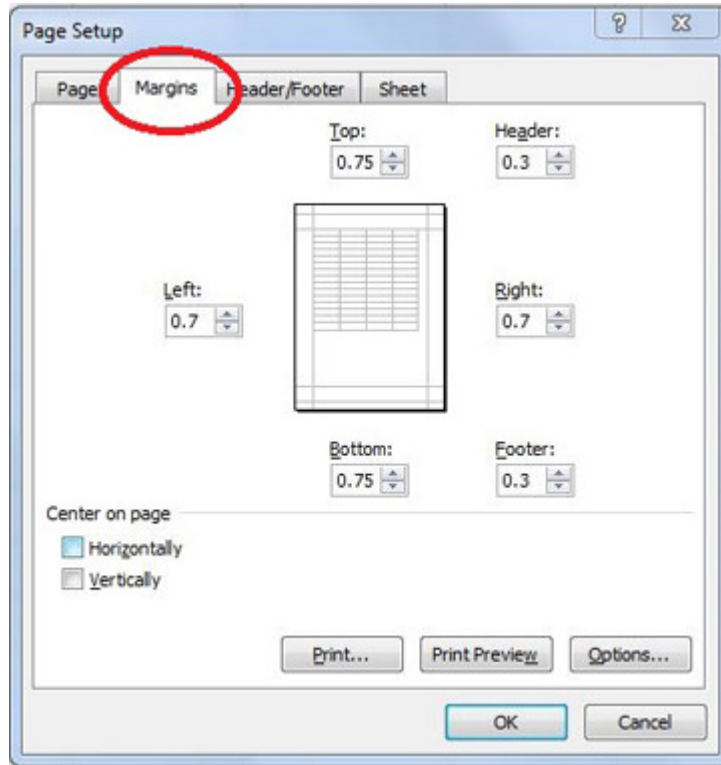 Page Setup
Page Margins Header/Footer Sheet
Top: Header:
0.75 0.3
Left: Right:
0.7 0.7
Bottom: Footer:
0.75 0.3
Center on page
Horizontally
Vertically
Print... Print Preview Options...
OK Cancel